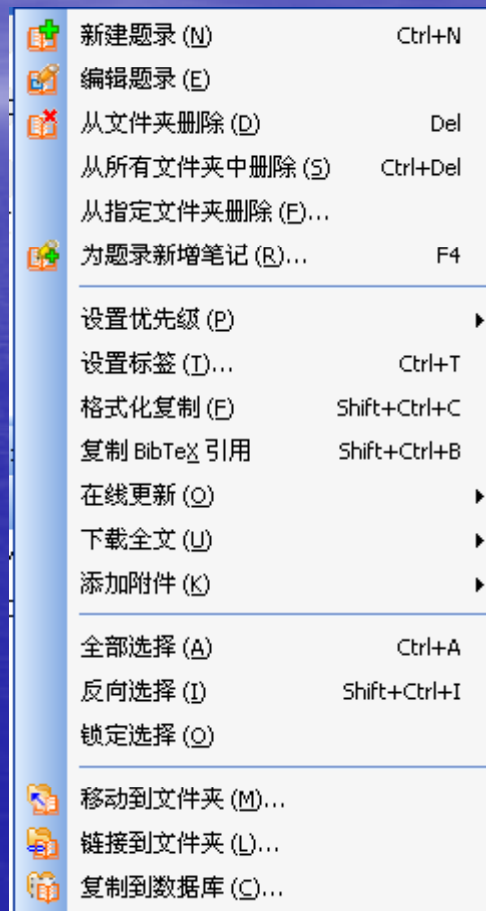 新建题录 (N) Ctrl+N
编辑题录 (E)
从文件夹删除 (D) Del
从所有文件夹中删除 (S) Ctrl+Del
从指定文件夹删除 (F)...
为题录新增笔记 (R)... F4
设置优先级 (P)
设置标签 (T)... Ctrl+T
格式化复制 (F) Shift+Ctrl+C
复制 BibTeX 引用 Shift+Ctrl+B
在线更新 (O)
下载全文 (U)
添加附件 (K)
全部选择 (A) Ctrl+A
反向选择 (I) Shift+Ctrl+I
锁定选择 (O)
移动到文件夹 (M)...
链接到文件夹 (L)...
复制到数据库 (C)...